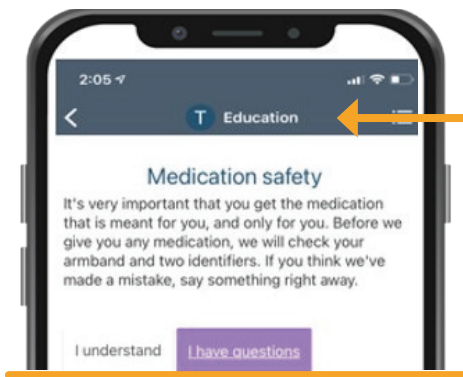 2:05
T Education
Medication safety
It's very important that you get the medication
that is meant for you, and only for you. Before we
give you any medication, we will check your
armband and two identifiers. If you think we've
made a mistake, say something right away.
I understand I have questions